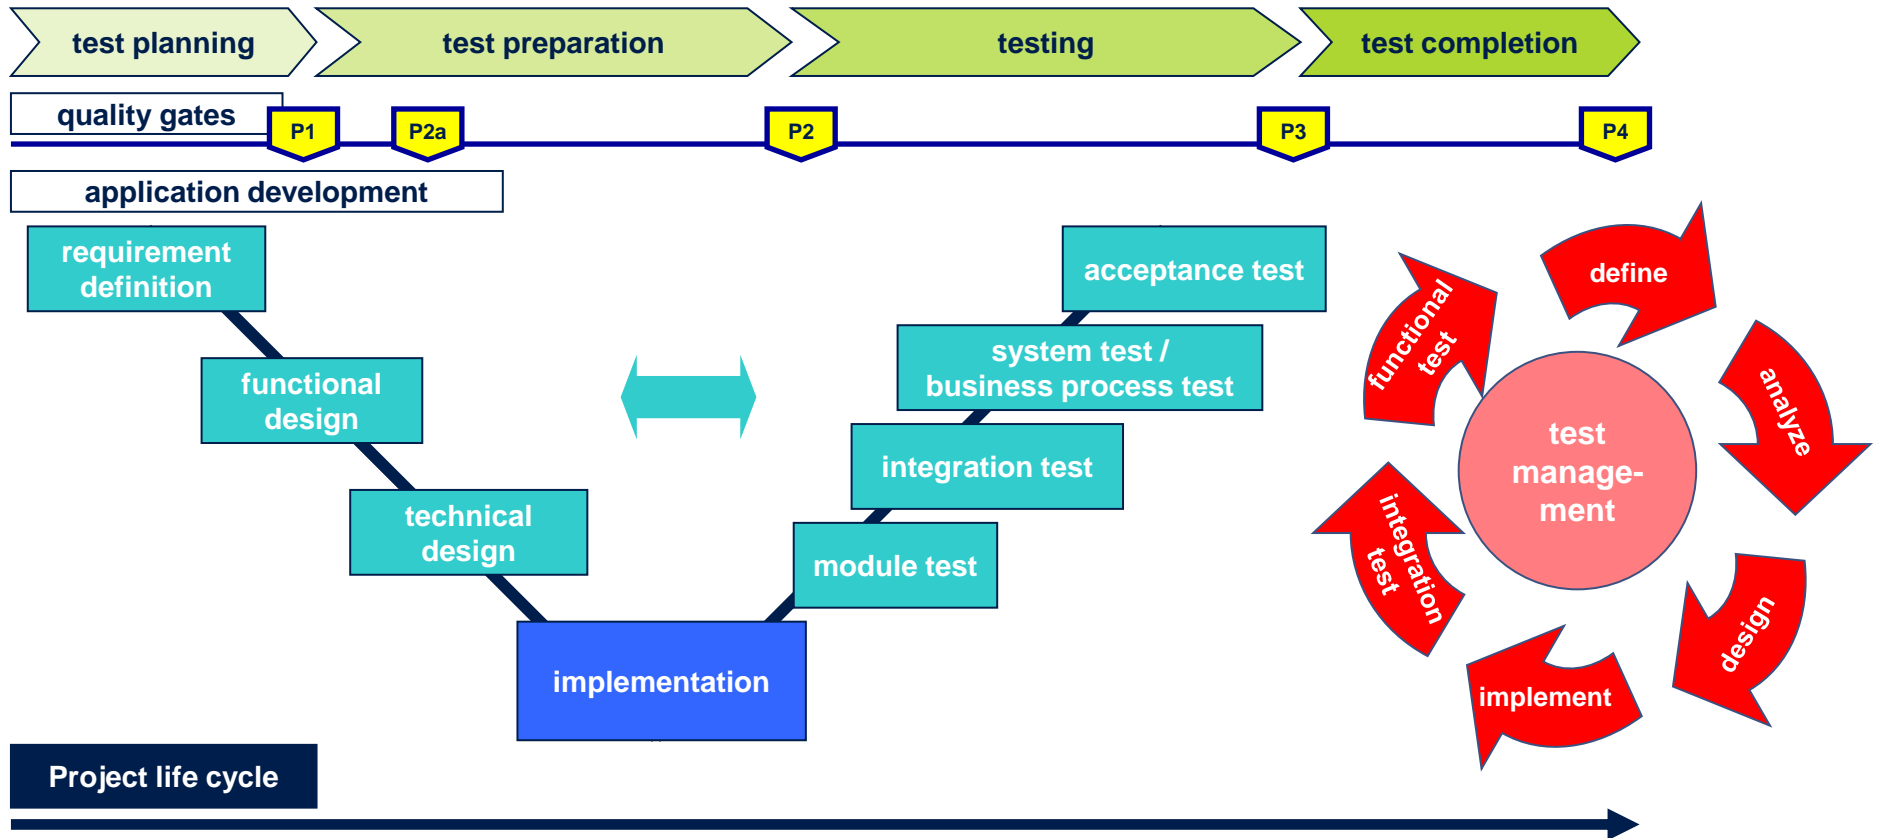 test planning
test preparation
testing
test completion
quality gates
P1
P2a
P2
P3
P4
application development
requirement
definition
functional
design
technical
design
implementation
module test
integration test
system test /
business process test
acceptance test
define
analyze
design
implement
integration
test
functional
test
test
manage-
ment
Project life cycle